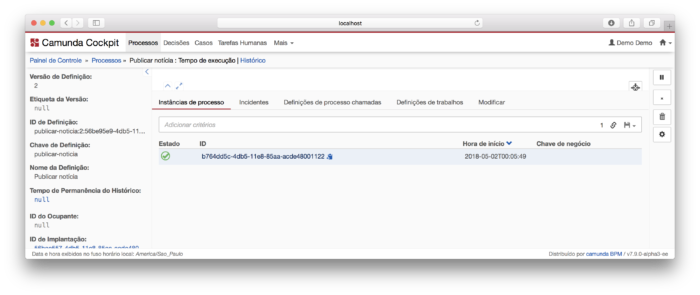 localhost
Camunda Cockpit Processos Decisões Casos Tarefas Humanas Mais Demo Demo
Painel de Controle » Processos » Publicar notícia : Tempo de execução | Histórico
Versão de Definição:
2
Etiqueta da Versão:
null
ID de Definição:
publicar-noticia:2:56be95e9-4db5-11...
Chave de Definição:
publicar-noticia
Nome da Definição:
Publicar notícia
Tempo de Permanência do Histórico:
null
ID do Ocupante:
null
ID de Implantação:
Instâncias de processo Incidentes Definições de processo chamadas Definições de trabalhos Modificar
Adicionar critérios 1
Estado ID Hora de início Chave de negócio
b764dd5c-4db5-11e8-85aa-acde48001122 2018-05-02T00:05:49
Data e hora exibidos no fuso horário local: America/Sao_Paulo
Distribuído por camunda BPM / v7.9.0-alpha3-ee